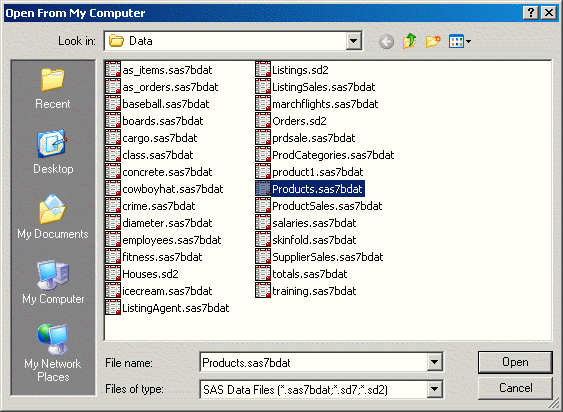 Open From My Computer
Look in: Data
Recent
Desktop
My Documents
My Computer
My Network
Places
as_items.sas7bdat
as_orders.sas7bdat
baseball.sas7bdat
boards.sas7bdat
cargo.sas7bdat
class.sas7bdat
concrete.sas7bdat
cowboyhat.sas7bdat
crime.sas7bdat
diameter.sas7bdat
employees.sas7bdat
fitness.sas7bdat
Houses.sd2
icecream.sas7bdat
ListingAgent.sas7bdat
Listings.sd2
ListingSales.sas7bdat
marchflights.sas7bdat
Orders.sd2
prdsale.sas7bdat
ProdCategories.sas7bdat
product1.sas7bdat
Products.sas7bdat
ProductSales.sas7bdat
salaries.sas7bdat
skinfold.sas7bdat
SupplierSales.sas7bdat
totals.sas7bdat
training.sas7bdat
File name: Products.sas7bdat Open
Files of type: SAS Data Files (*.sas7bdat;*.sd7;*.sd2) Cancel